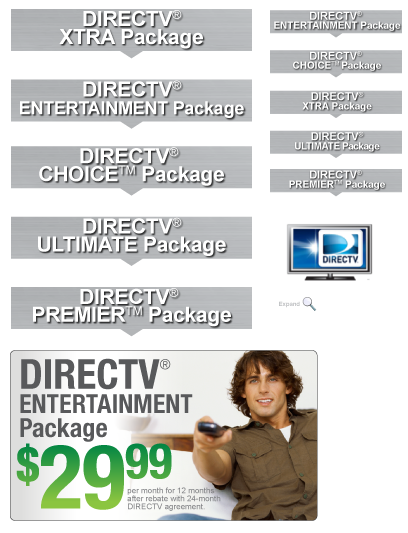 DIRECTV®
XTRA Package
DIRECTV®
ENTERTAINMENT Package
DIRECTV®
CHOICE™ Package
DIRECTV®
ULTIMATE Package
DIRECTV®
PREMIER™ Package
DIRECTV®
ENTERTAINMENT Package
DIRECTV®
CHOICE™ Package
DIRECTV®
XTRA Package
DIRECTV®
ULTIMATE Package
DIRECTV®
PREMIER™ Package
DIRECTV
Expand
DIRECTV®
ENTERTAINMENT
Package
$2999
per month for 12 months
after rebate with 24-month
DIRECTV agreement.